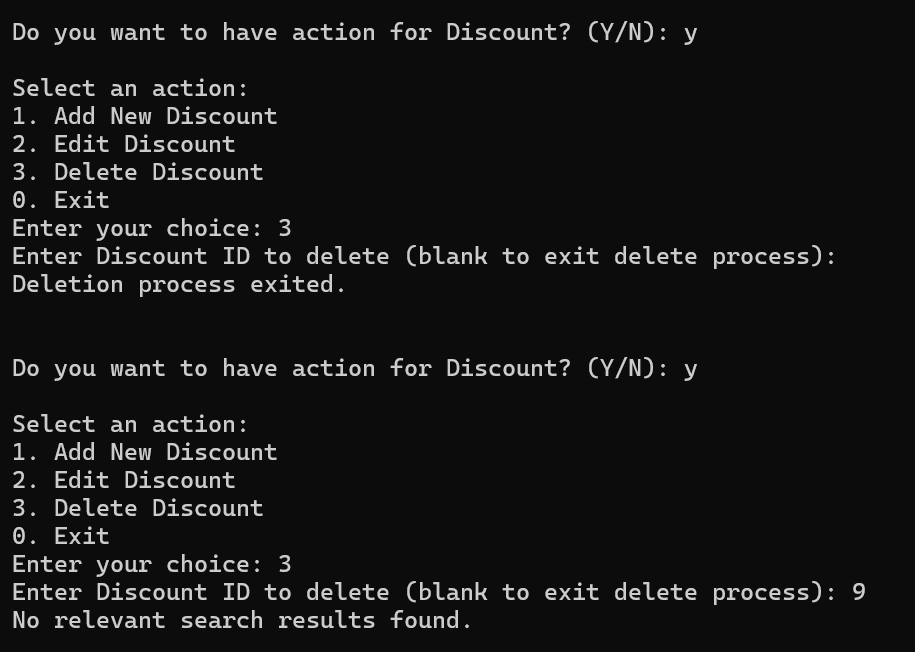 Do you want to have action for Discount? (Y/N): y
Select an action:
1. Add New Discount
2. Edit Discount
3. Delete Discount
0. Exit
Enter your choice: 3
Enter Discount ID to delete (blank to exit delete process):
Deletion process exited.
Do you want to have action for Discount? (Y/N): y
Select an action:
1. Add New Discount
2. Edit Discount
3. Delete Discount
0. Exit
Enter your choice: 3
Enter Discount ID to delete (blank to exit delete process): 9
No relevant search results found.